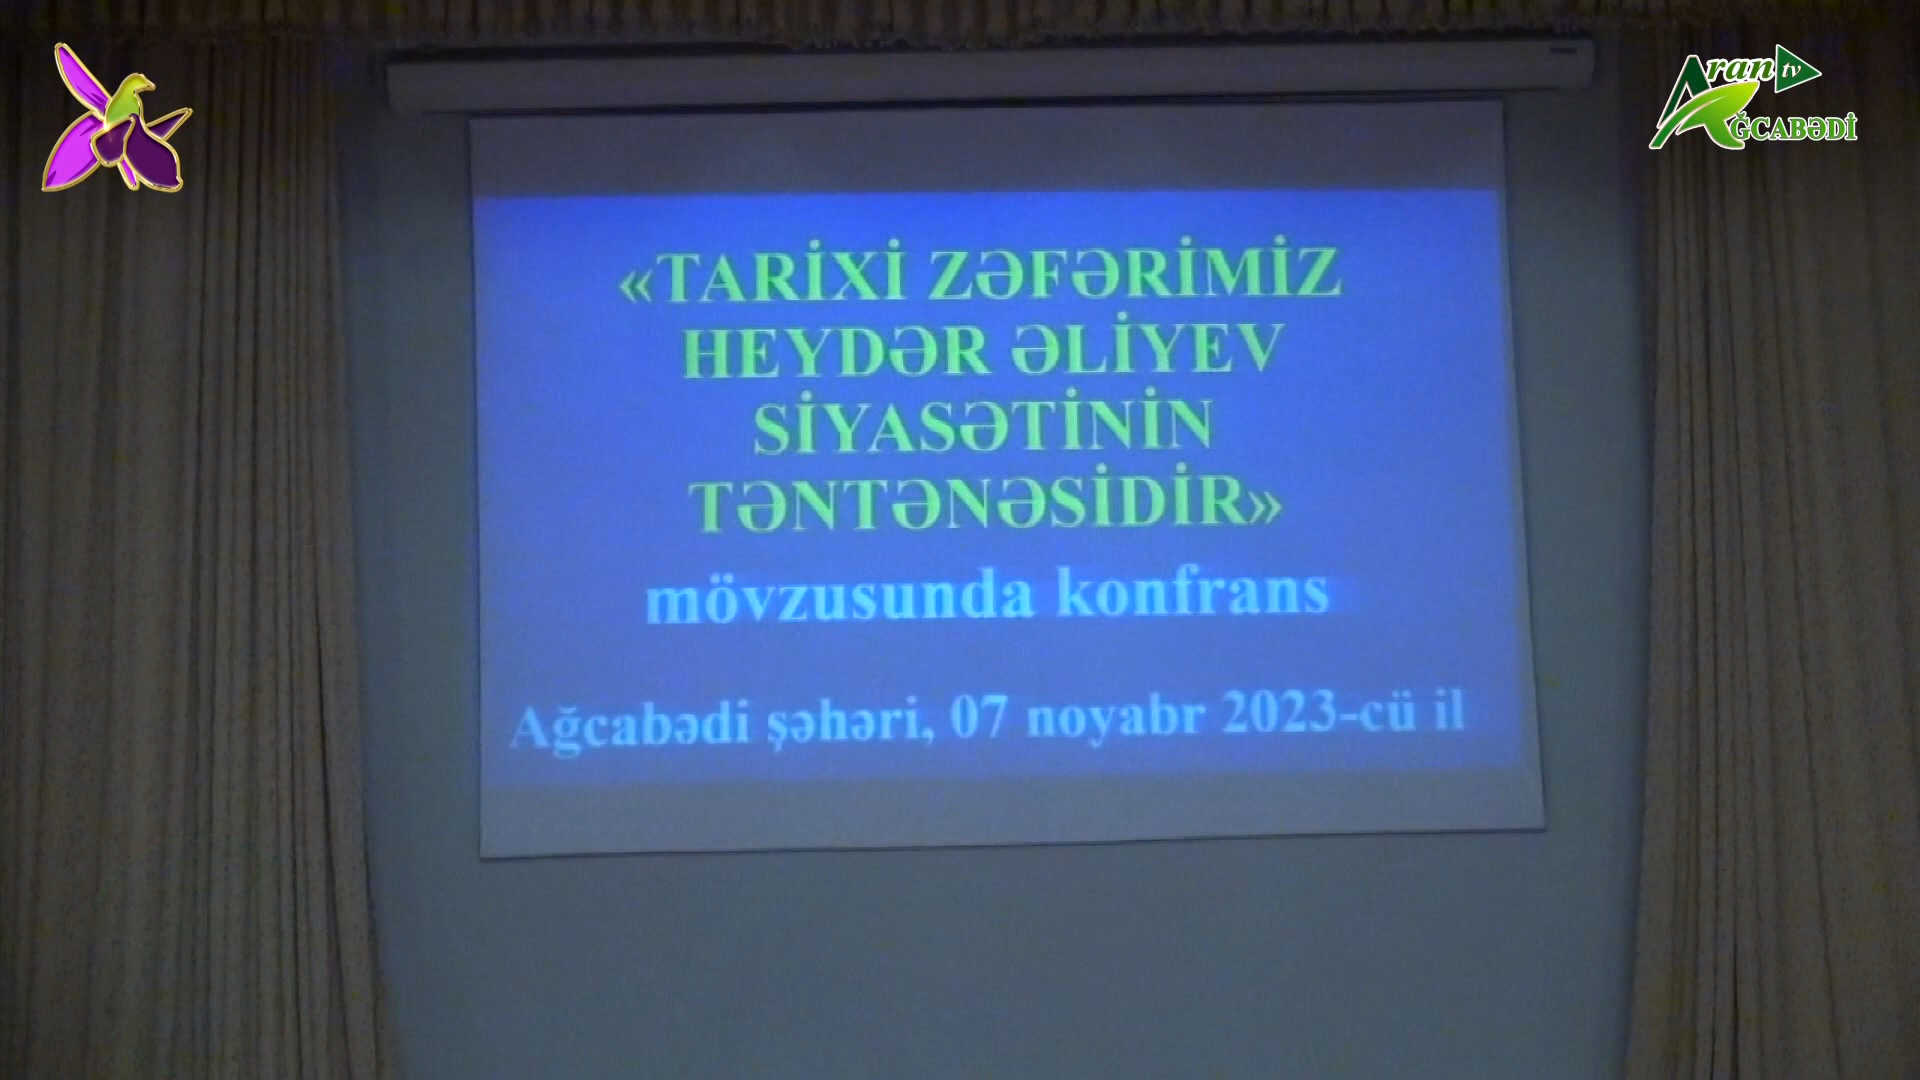 Aran tv
AĞCABƏDİ
«TARİXİ ZƏFƏRİMİZ
HEYDƏR ƏLİYEV
SİYASƏTİNİN
TƏNTƏNƏSİDİR»
mövzusunda konfrans
Ağcabədi şəhəri, 07 noyabr 2023-cü il